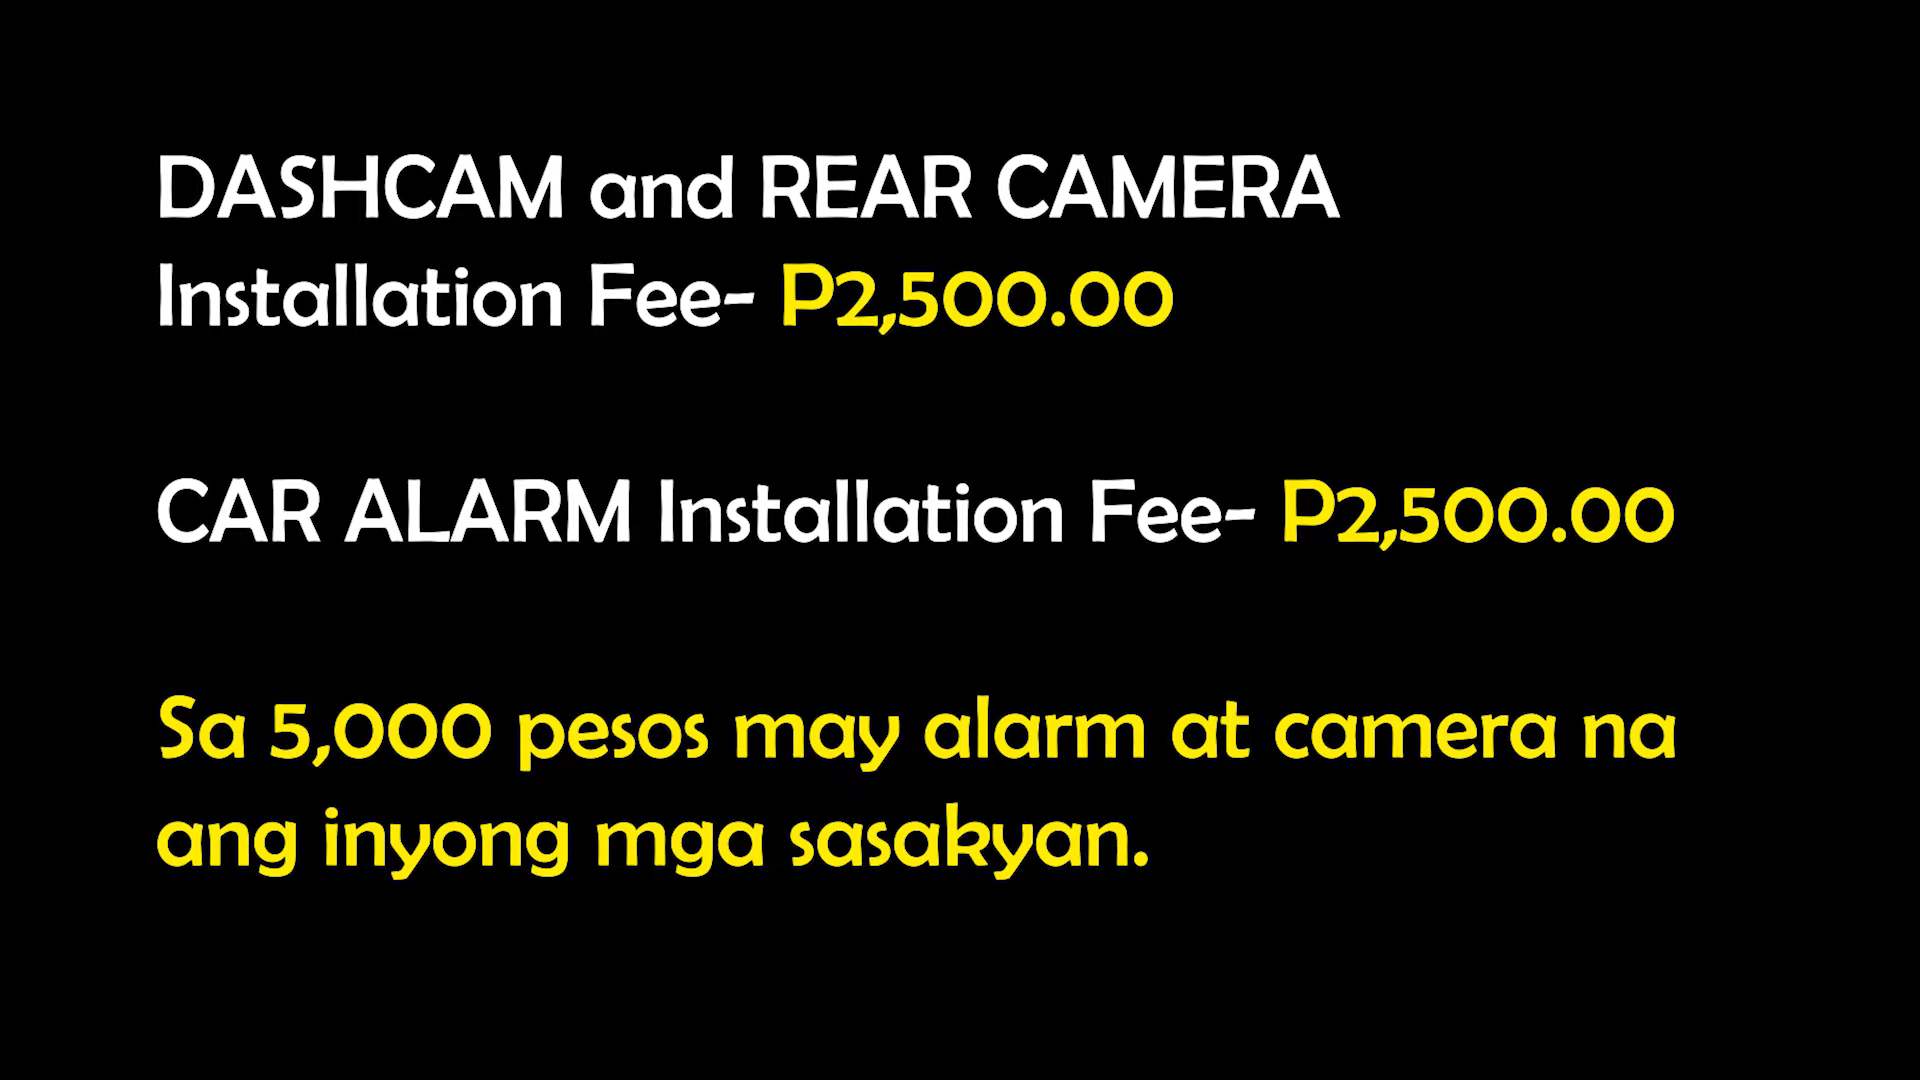 DASHCAM and REAR CAMERA
Installation Fee- P2,500.00
CAR ALARM Installation Fee- P2,500.00
Sa 5,000 pesos may alarm at camera na
ang inyong mga sasakyan.